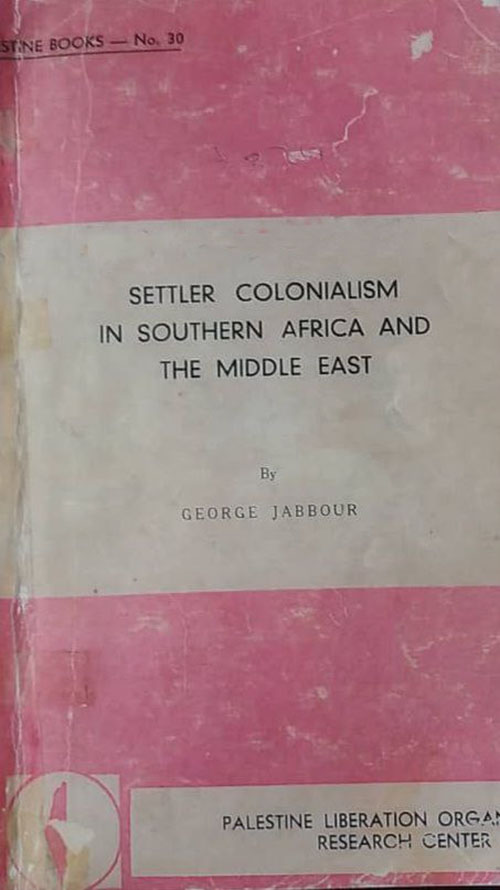 STINE BOOKS — No. 30
SETTLER COLONIALISM
IN SOUTHERN AFRICA AND
THE MIDDLE EAST
By
GEORGE JABBOUR
PALESTINE LIBERATION ORGAN
RESEARCH CENTER